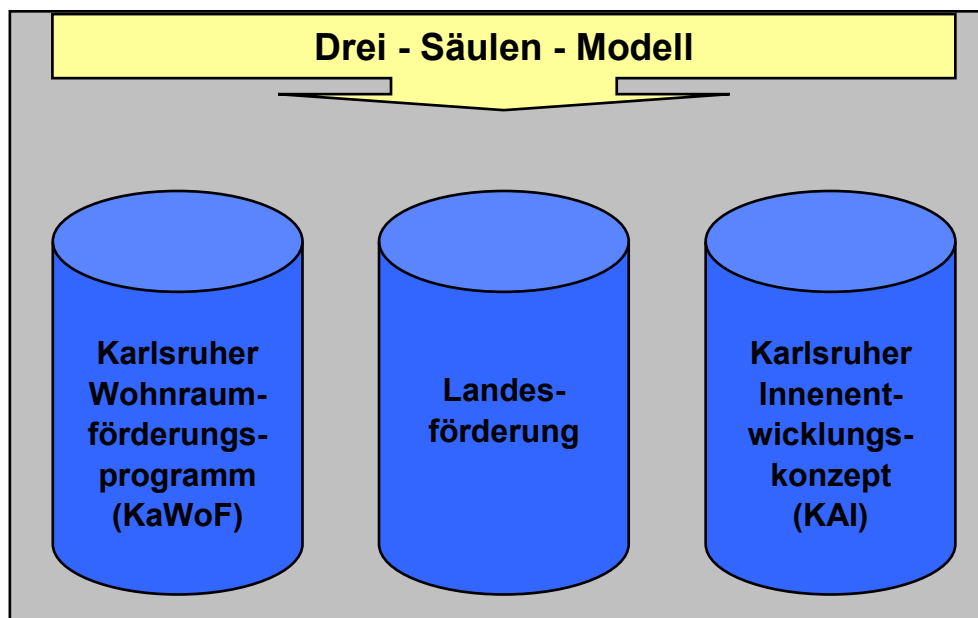 Drei - Säulen - Modell
Karlsruher
Wohnraum-
förderungs-
programm
(KaWoF)
Landes-
förderung
Karlsruher
Innenent-
wicklungs-
konzept
(KAI)